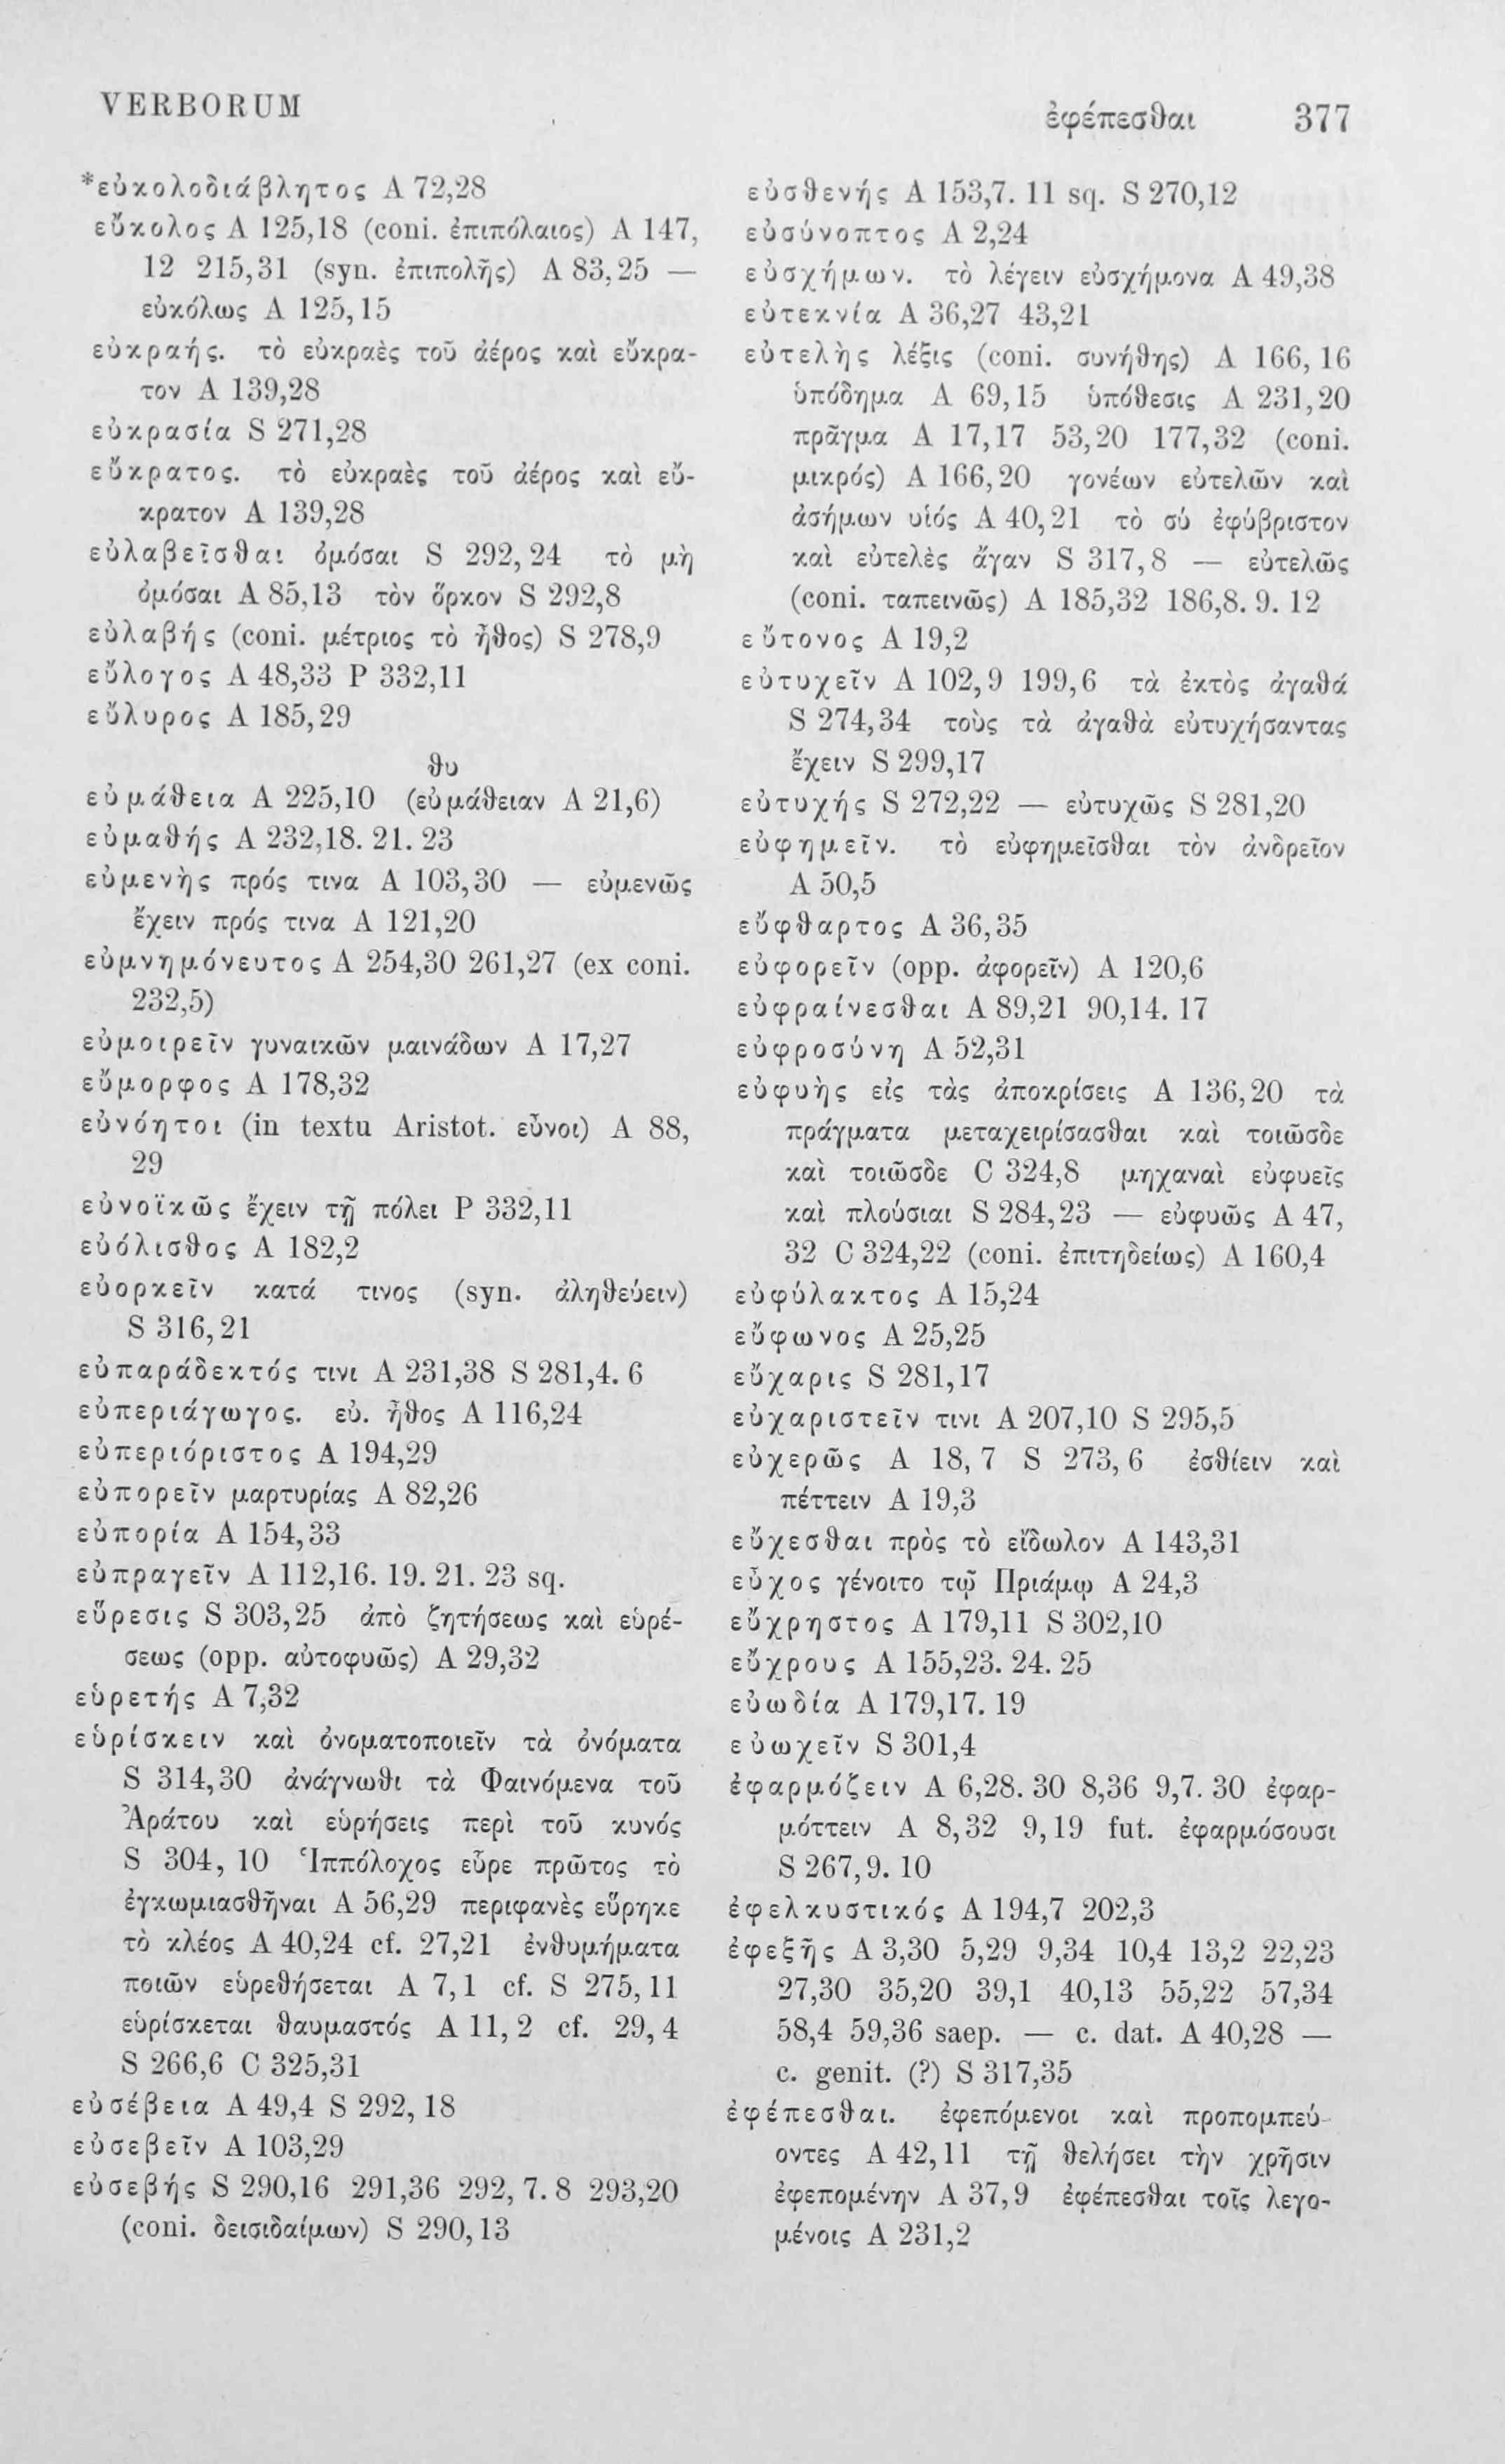 VERBORUM
ἐφέπεσθαι 377
*εὐκολοδιάβλητος A 72,28
εὔκολος A 125,18 (coni. ἐπιπόλαιος) A 147,
12 215,31 (syn. ἐπιπολῆς) A 83,25 —
εὐκόλως A 125,15
εὐκραής. τὸ εὐκραὲς τοῦ ἀέρος καὶ εὔκρα-
τον A 139,28
εὐκρασία S 271,28
εὔκρατος. τὸ εὐκραὲς τοῦ ἀέρος καὶ εὔ-
κρατον A 139,28
εὐλαβεῖσθαι ὀμόσαι S 292,24 τὸ μὴ
ὀμόσαι A 85,13 τὸν ὅρκον S 292,8
εὐλαβής (coni. μέτριος τὸ ἦθος) S 278,9
εὔλογος A 48,33 P 332,11
εὔλυρος A 185,29
θυ
εὐμάθεια A 225,10 (εὐμάθειαν A 21,6)
εὐμαθής A 232,18. 21. 23
εὐμενὴς πρός τινα A 103,30 — εὐμενῶς
ἔχειν πρός τινα A 121,20
εὐμνημόνευτος A 254,30 261,27 (ex coni.
232,5)
εὐμοιρεῖν γυναικῶν μαινάδων A 17,27
εὔμορφος A 178,32
εὐνόητοι (in textu Aristot. εὖνοι) A 88,
29
εὐνοϊκῶς ἔχειν τῇ πόλει P 332,11
εὐόλισθος A 182,2
εὐορκεῖν κατά τινος (syn. ἀληθεύειν)
S 316,21
εὐπαράδεκτός τινι A 231,38 S 281,4. 6
εὐπεριάγωγος. εὐ. ἦθος A 116,24
εὐπεριόριστος A 194,29
εὐπορεῖν μαρτυρίας A 82,26
εὐπορία A 154,33
εὐπραγεῖν A 112,16. 19. 21. 23 sq.
εὕρεσις S 303,25 ἀπὸ ζητήσεως καὶ εὑρέ-
σεως (opp. αὐτοφυῶς) A 29,32
εὑρετής A 7,32
εὑρίσκειν καὶ ὀνοματοποιεῖν τὰ ὀνόματα
S 314,30 ἀνάγνωθι τὰ Φαινόμενα τοῦ
Ἀράτου καὶ εὑρήσεις περὶ τοῦ κυνός
S 304, 10 Ἱππόλοχος εὗρε πρῶτος τὸ
ἐγκωμιασθῆναι A 56,29 περιφανὲς εὕρηκε
τὸ κλέος A 40,24 cf. 27,21 ἐνθυμήματα
ποιῶν εὑρεθήσεται A 7,1 cf. S 275,11
εὑρίσκεται θαυμαστός A 11,2 cf. 29,4
S 266,6 C 325,31
εὐσέβεια A 49,4 S 292,18
εὐσεβεῖν A 103,29
εὐσεβής S 290,16 291,36 292,7. 8 293,20
(coni. δεισιδαίμων) S 290,13
εὐσθενής A 153,7. 11 sq. S 270,12
εὐσύνοπτος A 2,24
εὐσχήμων. τὸ λέγειν εὐσχήμονα A 49,38
εὐτεκνία A 36,27 43,21
εὐτελὴς λέξις (coni. συνήθης) A 166,16
ὑπόδημα A 69,15 ὑπόθεσις A 231,20
πρᾶγμα A 17,17 53,20 177,32 (coni.
μικρός) A 166,20 γονέων εὐτελῶν καὶ
ἀσήμων υἱός A 40,21 τὸ σύ ἐφύβριστον
καὶ εὐτελὲς ἄγαν S 317,8 — εὐτελῶς
(coni. ταπεινῶς) A 185,32 186,8. 9. 12
εὔτονος A 19,2
εὐτυχεῖν A 102,9 199,6 τὰ ἐκτὸς ἀγαθά
S 274,34 τοὺς τὰ ἀγαθὰ εὐτυχήσαντας
ἔχειν S 299,17
εὐτυχής S 272,22 — εὐτυχῶς S 281,20
εὐφημεῖν. τὸ εὐφημεῖσθαι τὸν ἀνδρεῖον
A 50,5
εὔφθαρτος A 36,35
εὐφορεῖν (opp. ἀφορεῖν) A 120,6
εὐφραίνεσθαι A 89,21 90,14. 17
εὐφροσύνη A 52,31
εὐφυὴς εἰς τὰς ἀποκρίσεις A 136,20 τὰ
πράγματα μεταχειρίσασθαι καὶ τοιῶσδε
καὶ τοιῶσδε C 324,8 μηχαναὶ εὐφυεῖς
καὶ πλούσιαι S 284,23 — εὐφυῶς A 47,
32 C 324,22 (coni. ἐπιτηδείως) A 160,4
εὐφύλακτος A 15,24
εὔφωνος A 25,25
εὔχαρις S 281,17
εὐχαριστεῖν τινι A 207,10 S 295,5
εὐχερῶς A 18,7 S 273,6 ἐσθίειν καὶ
πέττειν A 19,3
εὔχεσθαι πρὸς τὸ εἴδωλον A 143,31
εὖχος γένοιτο τῷ Πριάμῳ A 24,3
εὔχρηστος A 179,11 S 302,10
εὔχρους A 155,23. 24. 25
εὐωδία A 179,17. 19
εὐωχεῖν S 301,4
ἐφαρμόζειν A 6,28. 30 8,36 9,7. 30 ἐφαρ-
μόττειν A 8,32 9,19 fut. ἐφαρμόσουσι
S 267,9. 10
ἐφελκυστικός A 194,7 202,3
ἐφεξῆς A 3,30 5,29 9,34 10,4 13,2 22,23
27,30 35,20 39,1 40,13 55,22 57,34
58,4 59,36 saep. — c. dat. A 40,28 —
c. genit. (?) S 317,35
ἐφέπεσθαι. ἐφεπόμενοι καὶ προπομπεύ-
οντες A 42,11 τῇ θελήσει τὴν χρῆσιν
ἐφεπομένην A 37,9 ἐφέπεσθαι τοῖς λεγο-
μένοις A 231,2